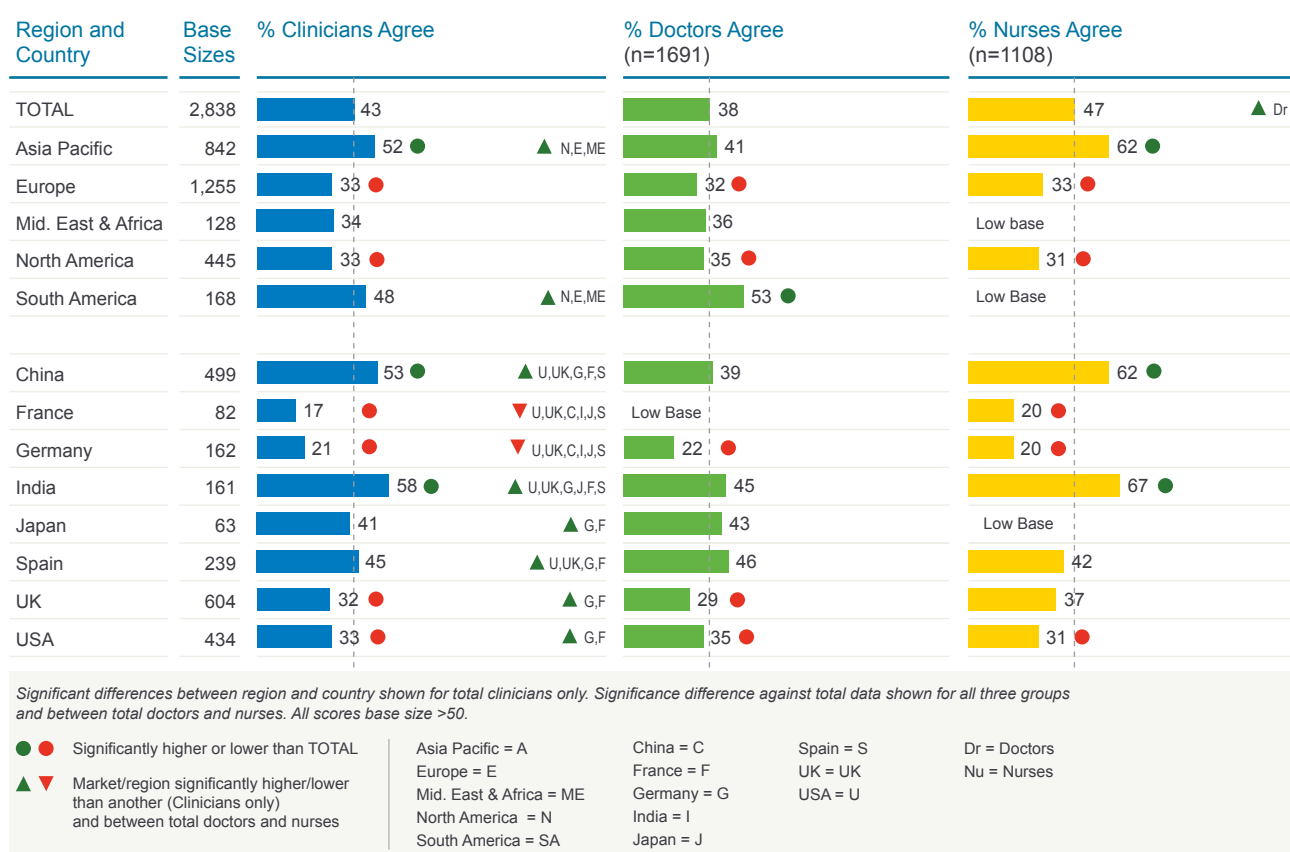 Region and Country Base Sizes % Clinicians Agree % Doctors Agree (n=1691) % Nurses Agree (n=1108)
TOTAL 2,838 43 38 47 ▲ Dr
Asia Pacific 842 52 ▲ N,E,ME 41 62
Europe 1,255 33 32 33
Mid. East & Africa 128 34 36 Low base
North America 445 33 35 31
South America 168 48 ▲ N,E,ME 53 Low Base
China 499 53 ▲ U,UK,G,F,S 39 62
France 82 17 ▼ U,UK,C,I,J,S Low Base 20
Germany 162 21 ▼ U,UK,C,I,J,S 22 20
India 161 58 ▲ U,UK,G,J,F,S 45 67
Japan 63 41 ▲ G,F 43 Low Base
Spain 239 45 ▲ U,UK,G,F 46 42
UK 604 32 ▲ G,F 29 37
USA 434 33 ▲ G,F 35 31
Significant differences between region and country shown for total clinicians only. Significance difference against total data shown for all three groups
and between total doctors and nurses. All scores base size >50.
Significantly higher or lower than TOTAL
▲ ▼ Market/region significantly higher/lower
than another (Clinicians only)
and between total doctors and nurses
Asia Pacific = A
Europe = E
Mid. East & Africa = ME
North America = N
South America = SA
China = C
France = F
Germany = G
India = I
Japan = J
Spain = S
UK = UK
USA = U
Dr = Doctors
Nu = Nurses